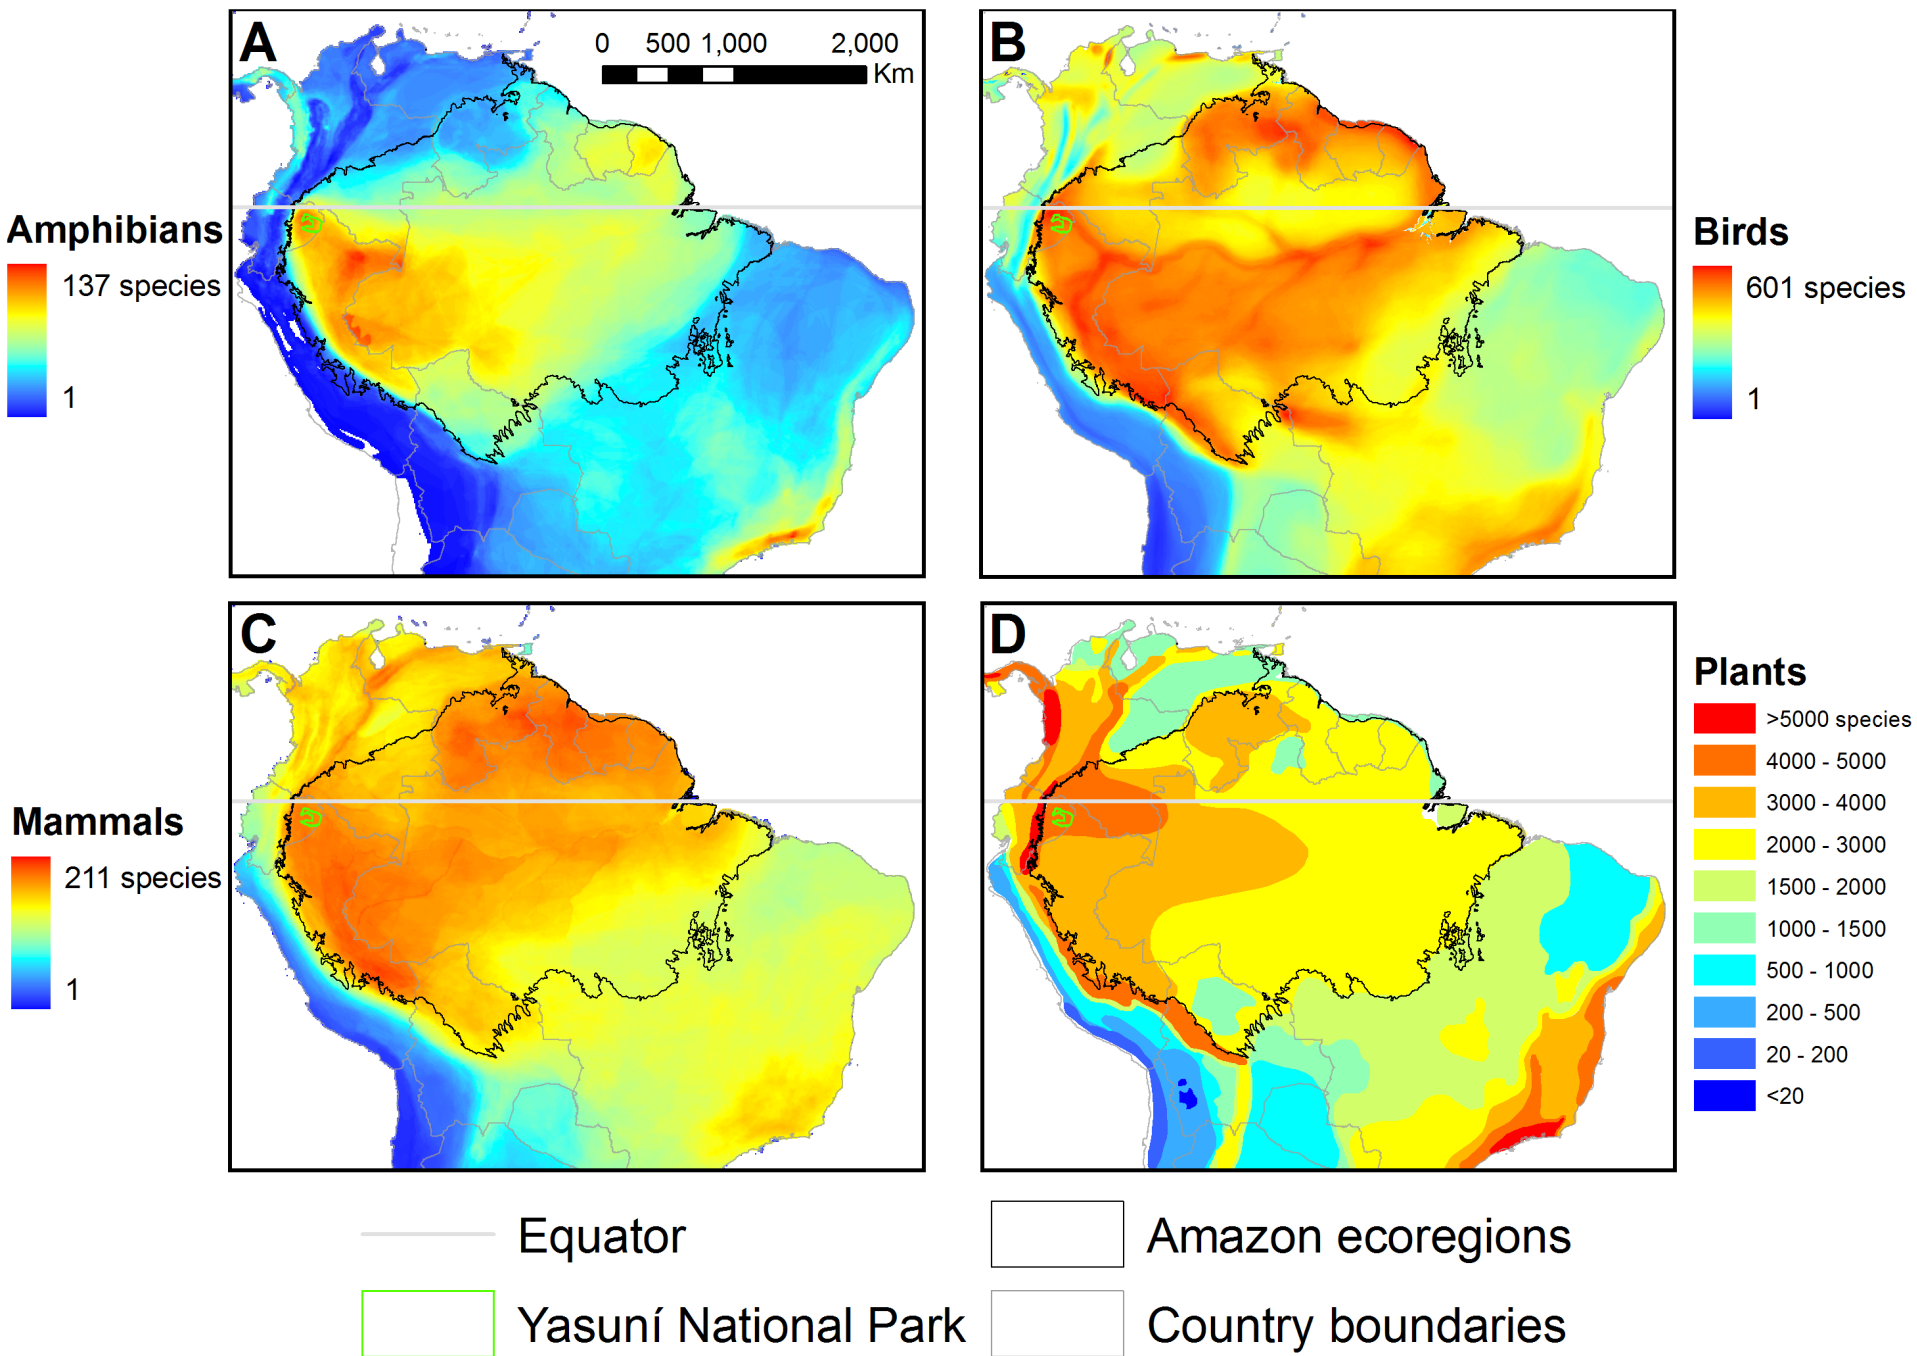 A
0 500 1,000 2,000
Km
Amphibians
137 species
1
B
Birds
601 species
1
C
Mammals
211 species
1
D
Plants
>5000 species
4000 - 5000
3000 - 4000
2000 - 3000
1500 - 2000
1000 - 1500
500 - 1000
200 - 500
20 - 200
<20
Equator
Amazon ecoregions
Yasuní National Park
Country boundaries